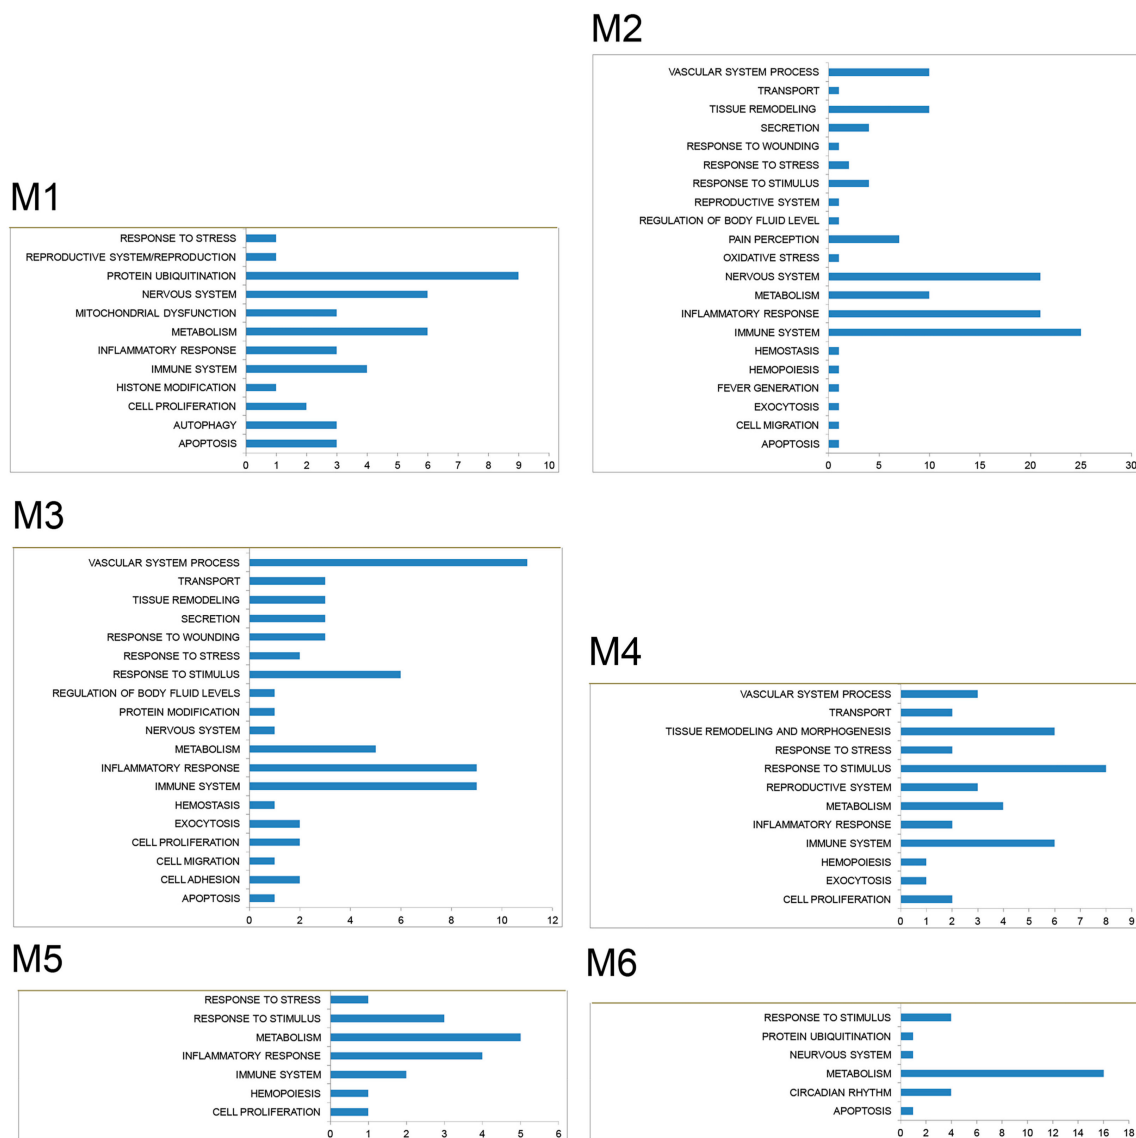 M1
RESPONSE TO STRESS
REPRODUCTIVE SYSTEM/REPRODUCTION
PROTEIN UBIQUITINATION
NERVOUS SYSTEM
MITOCHONDRIAL DYSFUNCTION
METABOLISM
INFLAMMATORY RESPONSE
IMMUNE SYSTEM
HISTONE MODIFICATION
CELL PROLIFERATION
AUTOPHAGY
APOPTOSIS
0 1 2 3 4 5 6 7 8 9 10
M2
VASCULAR SYSTEM PROCESS
TRANSPORT
TISSUE REMODELING
SECRETION
RESPONSE TO WOUNDING
RESPONSE TO STRESS
RESPONSE TO STIMULUS
REPRODUCTIVE SYSTEM
REGULATION OF BODY FLUID LEVEL
PAIN PERCEPTION
OXIDATIVE STRESS
NERVOUS SYSTEM
METABOLISM
INFLAMMATORY RESPONSE
IMMUNE SYSTEM
HEMOSTASIS
HEMOPOIESIS
FEVER GENERATION
EXOCYTOSIS
CELL MIGRATION
APOPTOSIS
0 5 10 15 20 25 30
M3
VASCULAR SYSTEM PROCESS
TRANSPORT
TISSUE REMODELING
SECRETION
RESPONSE TO WOUNDING
RESPONSE TO STRESS
RESPONSE TO STIMULUS
REGULATION OF BODY FLUID LEVELS
PROTEIN MODIFICATION
NERVOUS SYSTEM
METABOLISM
INFLAMMATORY RESPONSE
IMMUNE SYSTEM
HEMOSTASIS
EXOCYTOSIS
CELL PROLIFERATION
CELL MIGRATION
CELL ADHESION
APOPTOSIS
0 2 4 6 8 10 12
M4
VASCULAR SYSTEM PROCESS
TRANSPORT
TISSUE REMODELING AND MORPHOGENESIS
RESPONSE TO STRESS
RESPONSE TO STIMULUS
REPRODUCTIVE SYSTEM
METABOLISM
INFLAMMATORY RESPONSE
IMMUNE SYSTEM
HEMOPOIESIS
EXOCYTOSIS
CELL PROLIFERATION
0 1 2 3 4 5 6 7 8 9
M5
RESPONSE TO STRESS
RESPONSE TO STIMULUS
METABOLISM
INFLAMMATORY RESPONSE
IMMUNE SYSTEM
HEMOPOIESIS
CELL PROLIFERATION
0 1 2 3 4 5 6
M6
RESPONSE TO STIMULUS
PROTEIN UBIQUITINATION
NEURVOUS SYSTEM
METABOLISM
CIRCADIAN RHYTHM
APOPTOSIS
0 2 4 6 8 10 12 14 16 18